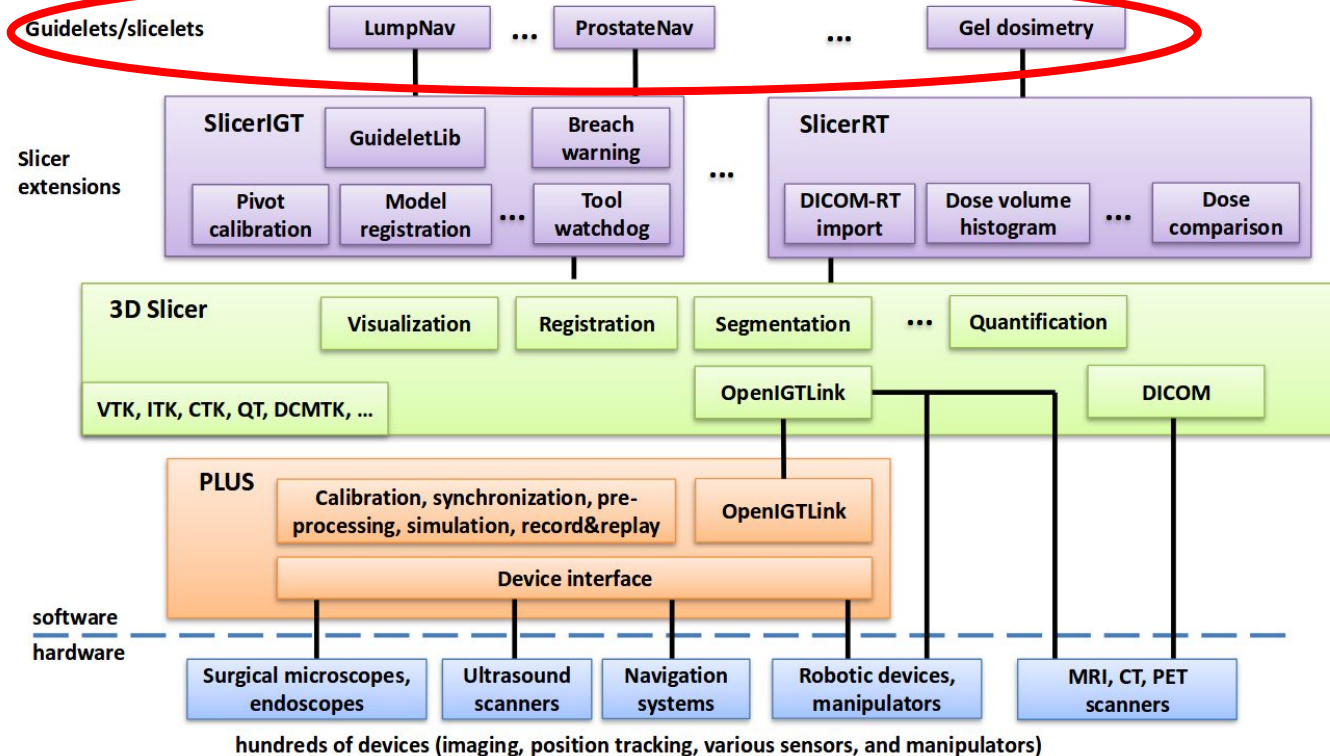 Guidelets/slicelets
LumpNav
...
ProstateNav
...
Gel dosimetry
Slicer
extensions
SlicerIGT
GuideletLib
Breach
warning
Pivot
calibration
Model
registration
...
Tool
watchdog
...
SlicerRT
DICOM-RT
import
Dose volume
histogram
...
Dose
comparison
3D Slicer
Visualization
Registration
Segmentation
...
Quantification
VTK, ITK, CTK, QT, DCMTK, ...
OpenIGTLink
DICOM
PLUS
Calibration, synchronization, pre-
processing, simulation, record&replay
OpenIGTLink
Device interface
software
hardware
Surgical microscopes,
endoscopes
Ultrasound
scanners
Navigation
systems
Robotic devices,
manipulators
MRI, CT, PET
scanners
hundreds of devices (imaging, position tracking, various sensors, and manipulators)